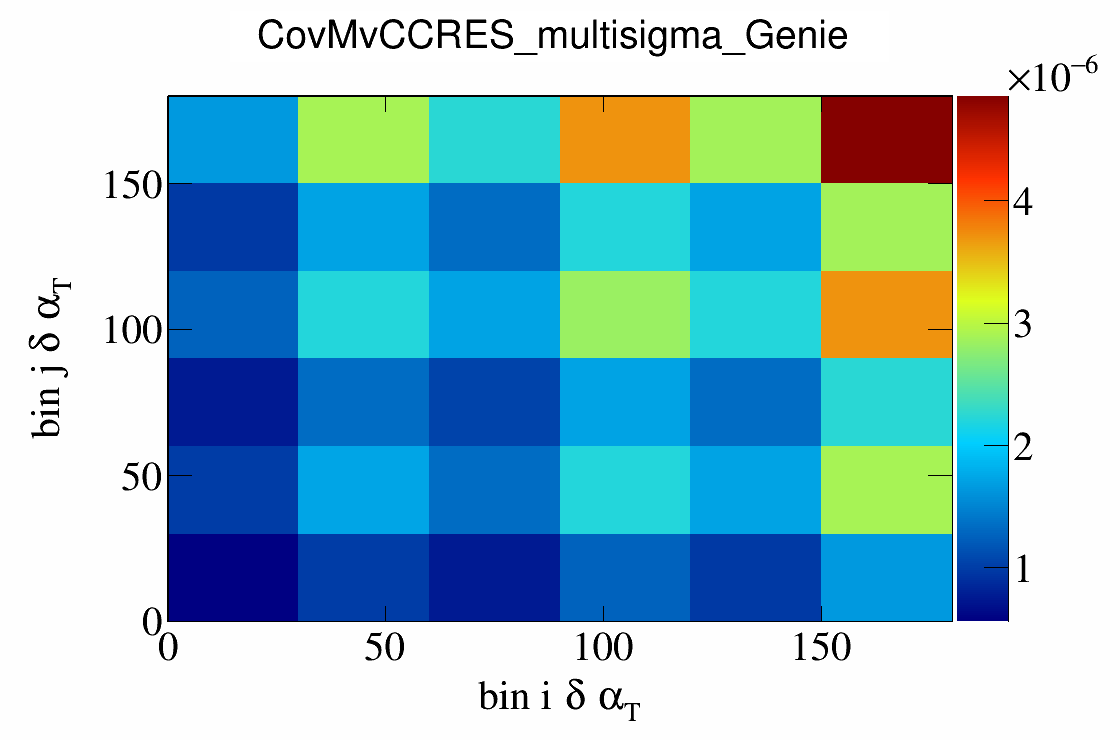 CovMvCCRES_multisigma_Genie
×10⁻⁶
150
100
50
0
4
3
2
1
0 50 100 150
bin j δ α_T
bin i δ α_T